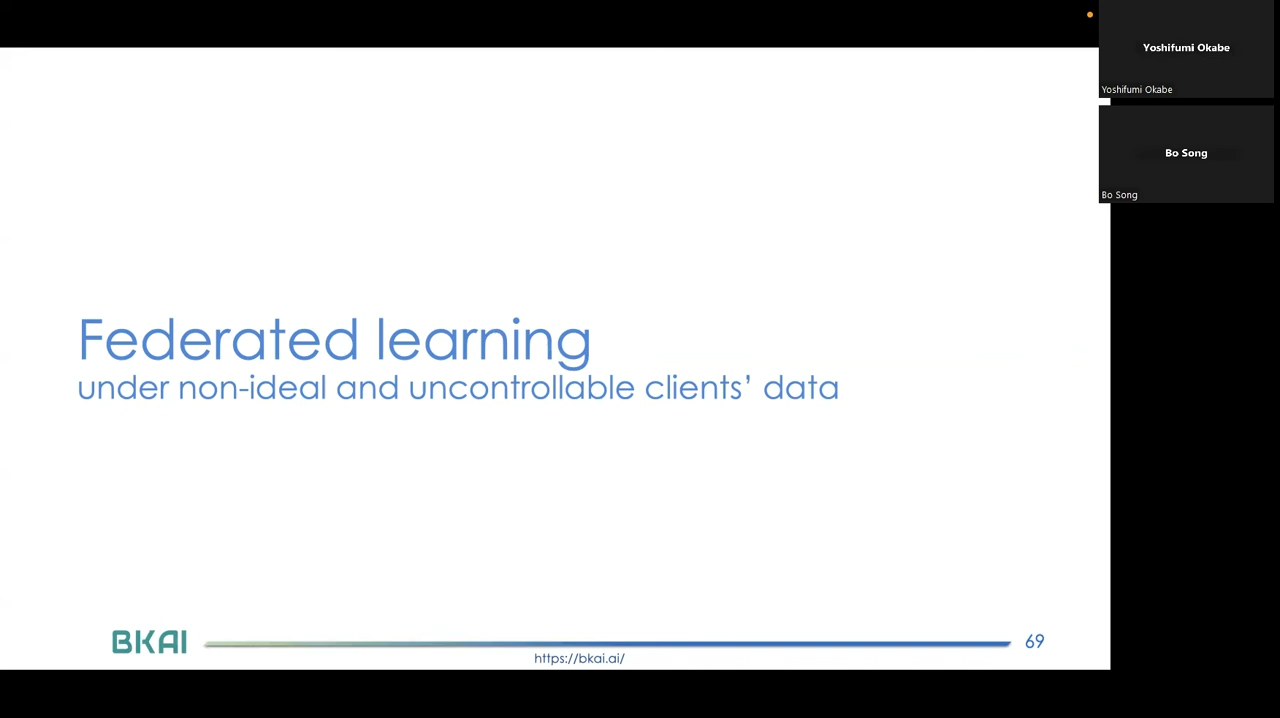 Yoshifumi Okabe
Yoshifumi Okabe
Bo Song
Bo Song
Federated learning
under non-ideal and uncontrollable clients’ data
BKAI
69
https://bkai.ai/